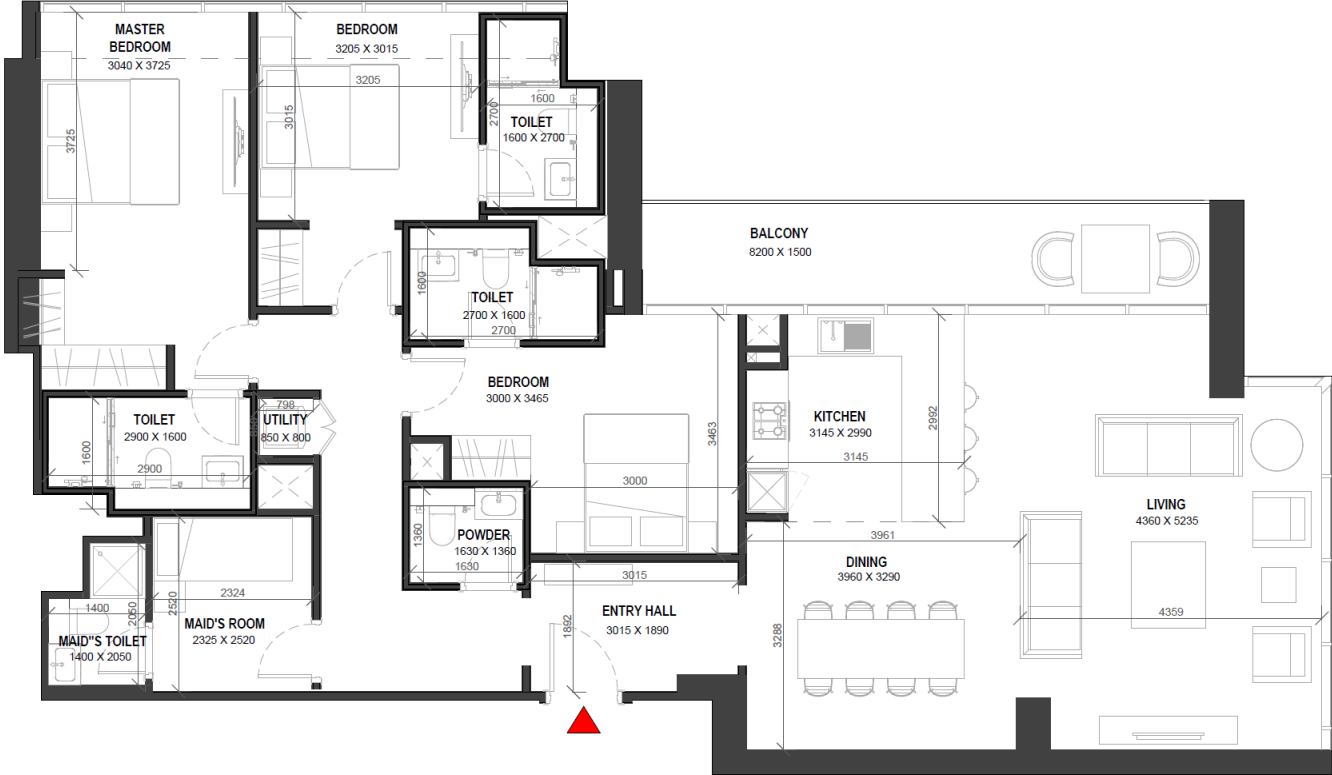 MASTER
BEDROOM
3040 X 3725
3725
BEDROOM
3205 X 3015
3205
3015
TOILET
1600 X 2700
1600
2700
BALCONY
8200 X 1500
TOILET
2700 X 1600
2700
1600
BEDROOM
3000 X 3465
3463
3000
KITCHEN
3145 X 2990
3145
2992
TOILET
2900 X 1600
2900
1600
798
UTILITY
850 X 800
LIVING
4360 X 5235
4359
POWDER
1630 X 1360
1630
1360
3961
DINING
3960 X 3290
3288
3015
ENTRY HALL
3015 X 1890
1892
2324
2520
MAID'S ROOM
2325 X 2520
1400
2050
MAID"S TOILET
1400 X 2050